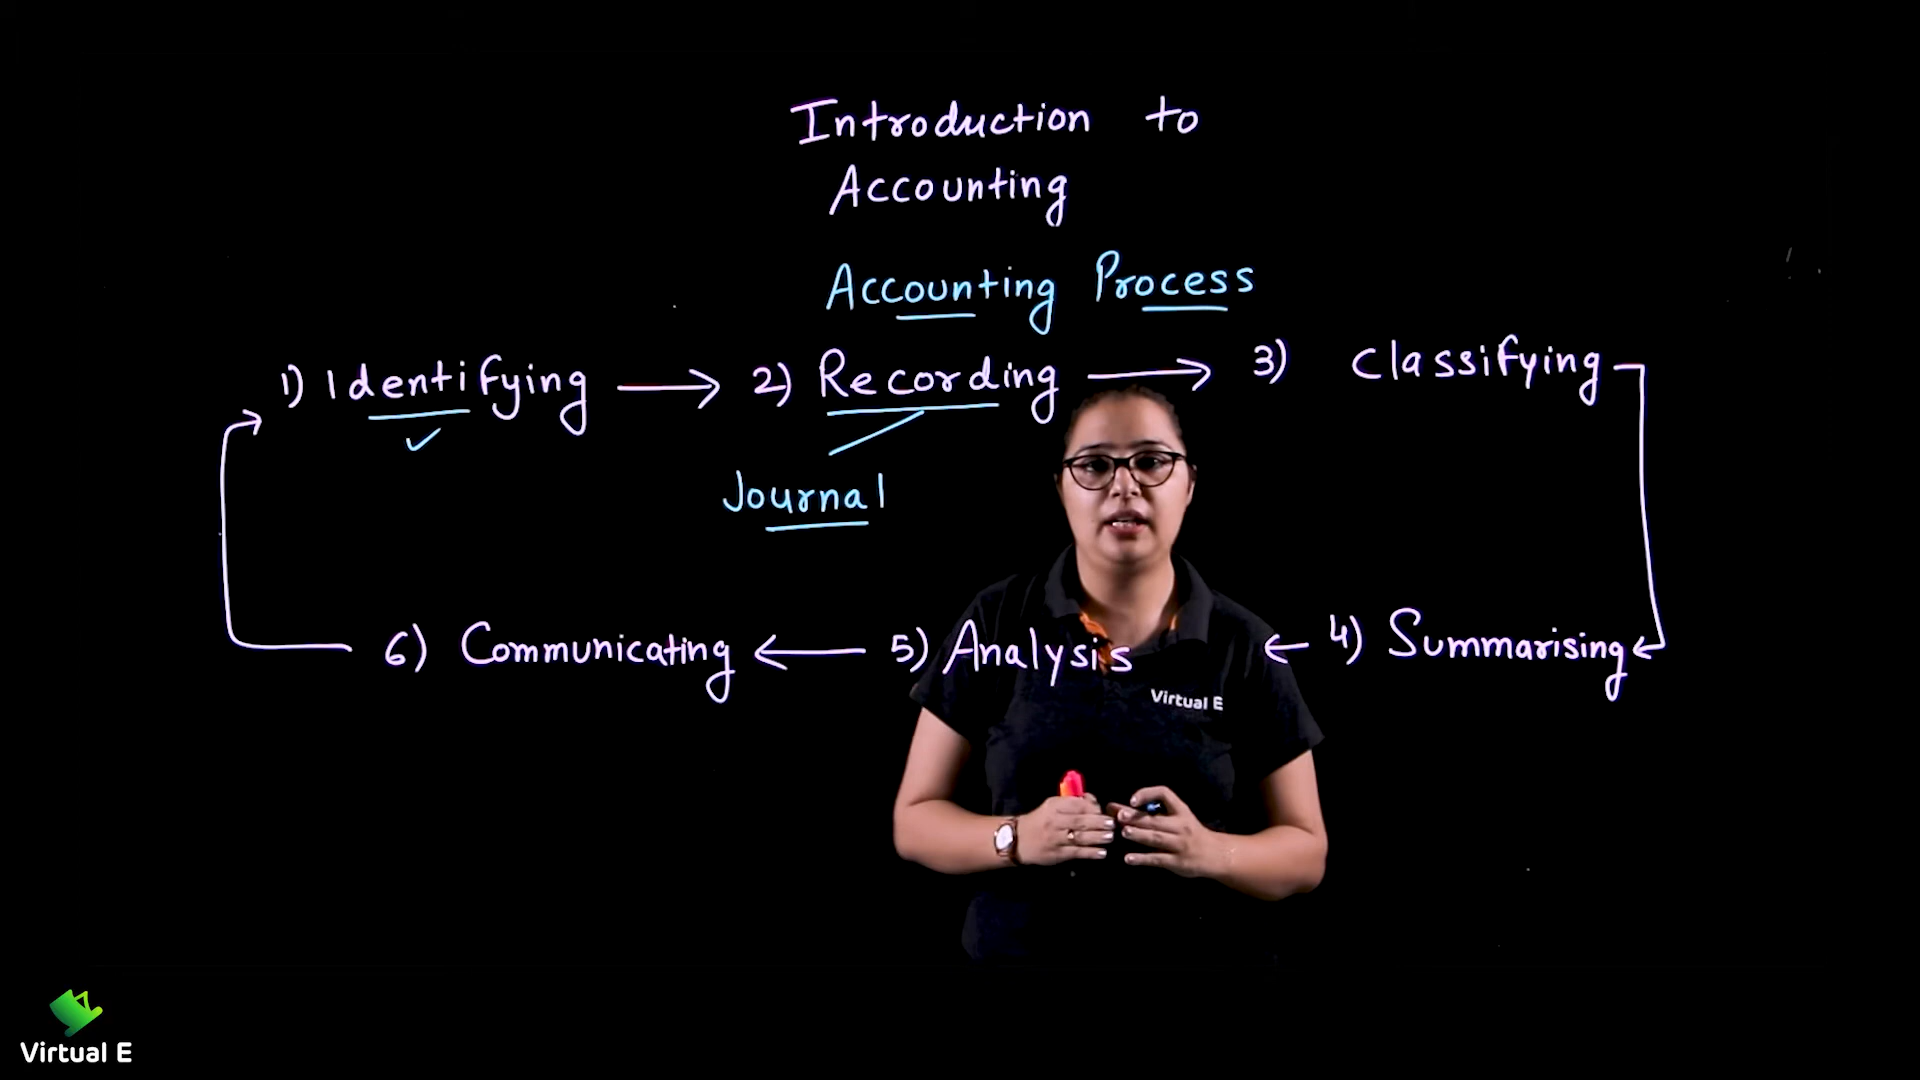 Introduction to
Accounting
Accounting Process
1) Identifying → 2) Recording → 3) Classifying
Journal
6) Communicating ← 5) Analysis ← 4) Summarising
Virtual E
Virtual E